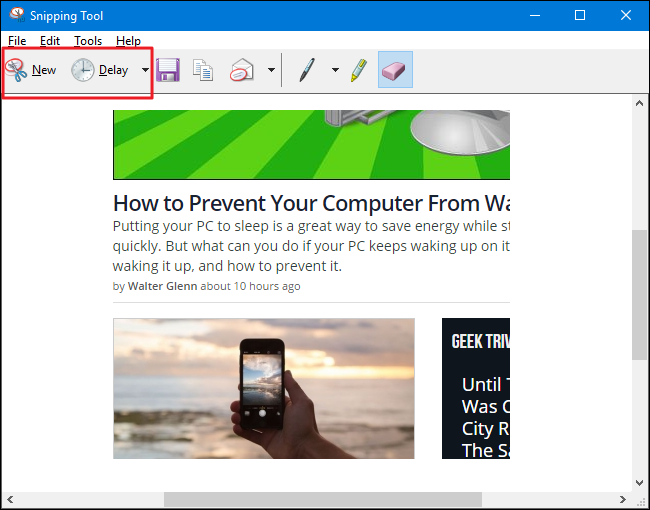 Snipping Tool
File Edit Tools Help
New Delay
How to Prevent Your Computer From Wa
Putting your PC to sleep is a great way to save energy while st
quickly. But what can you do if your PC keeps waking up on it
waking it up, and how to prevent it.
by Walter Glenn about 10 hours ago
GEEK TRIV
Until T
Was C
City R
The Sa